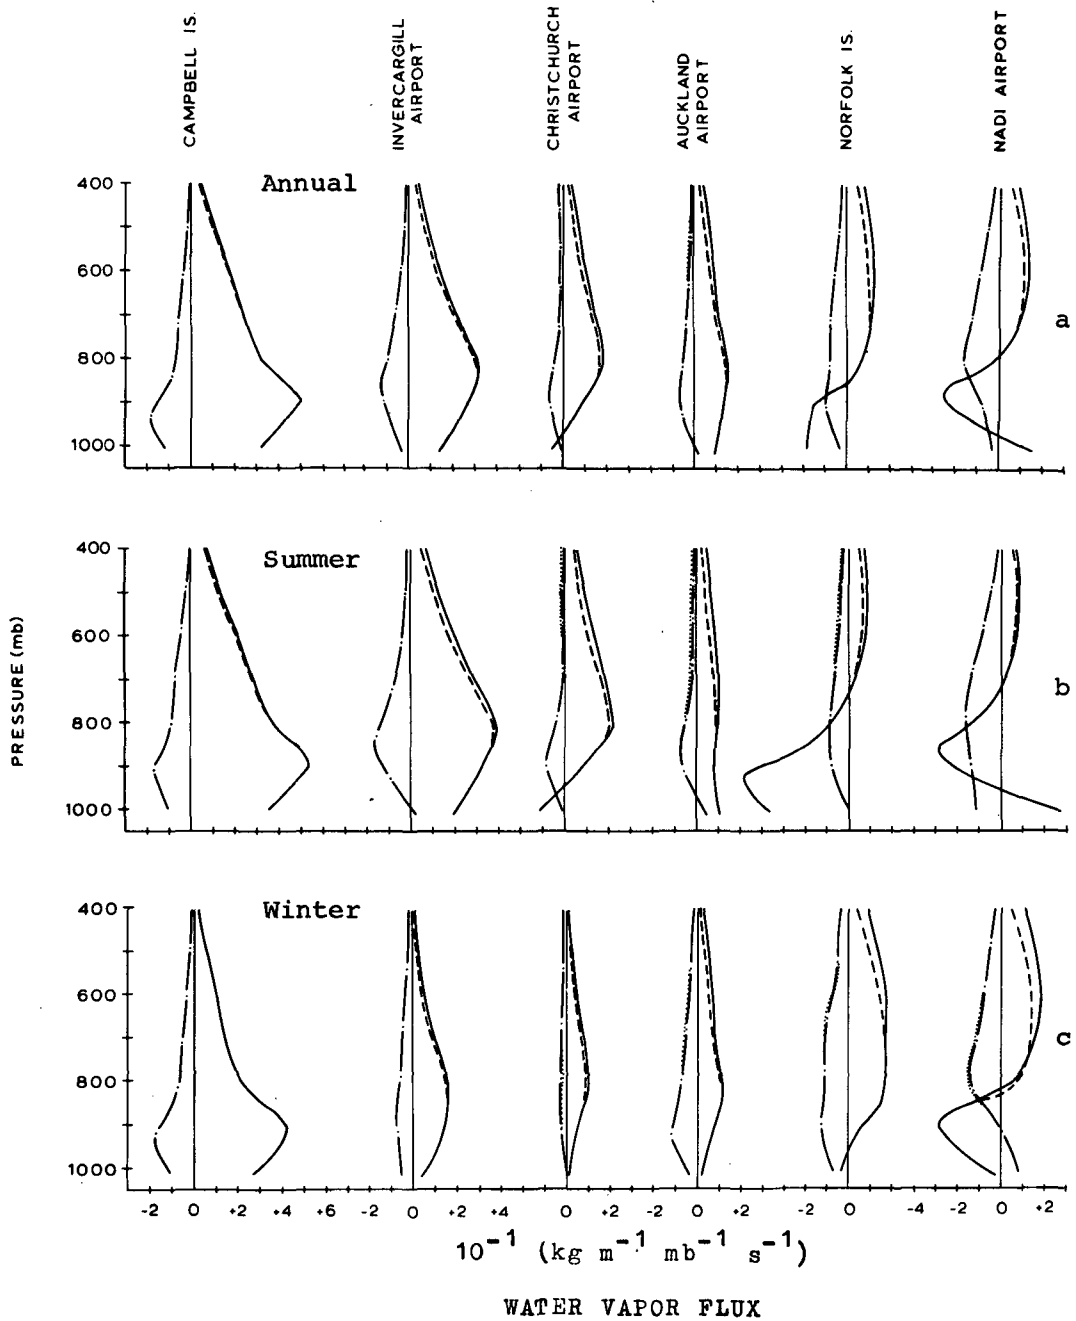 CAMPBELL IS.
INVERCARGILL
AIRPORT
CHRISTCHURCH
AIRPORT
AUCKLAND
AIRPORT
NORFOLK IS.
NADI AIRPORT
Annual
400
600
800
1000
a
Summer
400
600
800
1000
b
PRESSURE (mb)
Winter
400
600
800
1000
c
-2 0 +2 +4 +6 -2 0 +2 +4 0 -2 0 +2 -2 0 -4 -2 0 +2
10⁻¹ (kg m⁻¹ mb⁻¹ s⁻¹)
WATER VAPOR FLUX